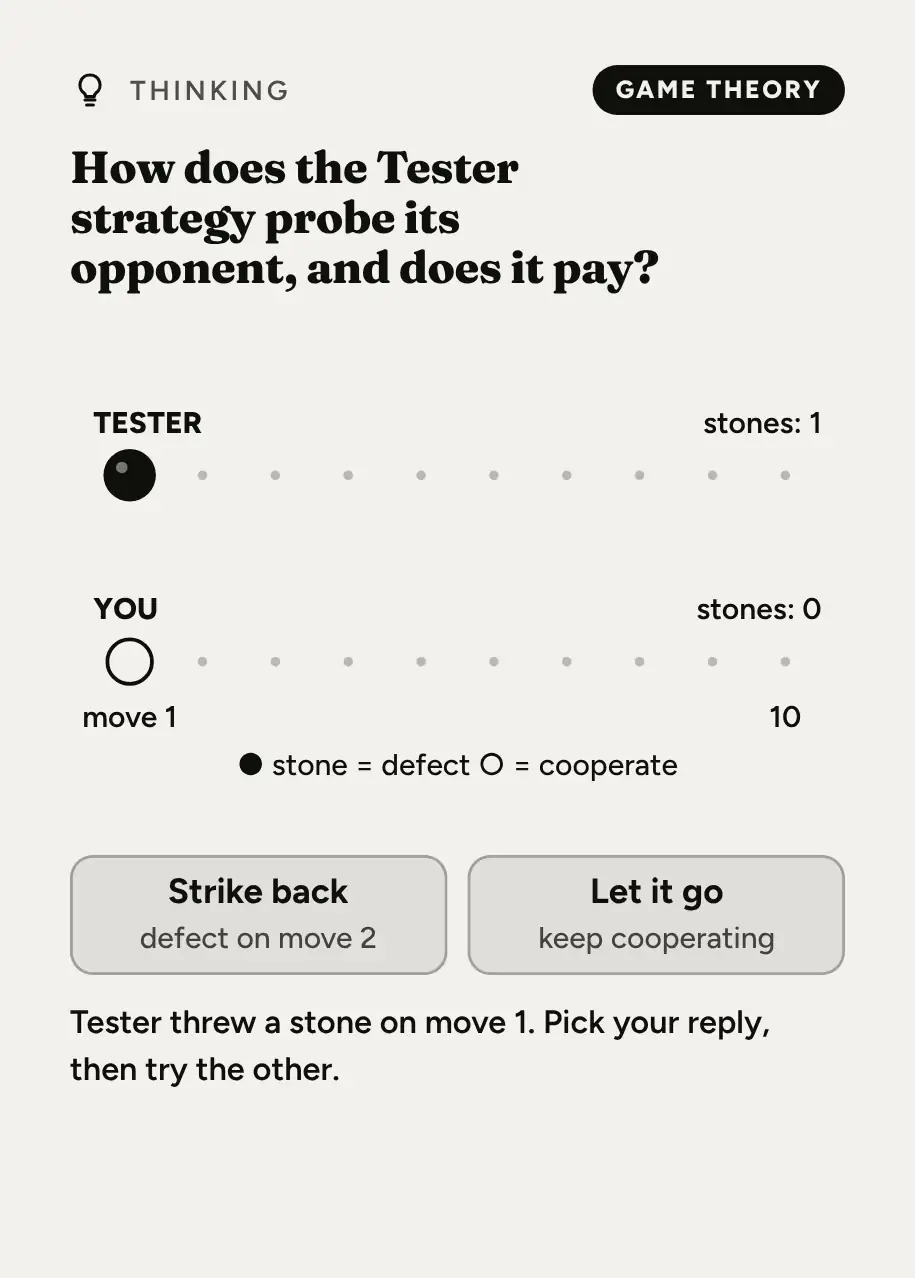 THINKING
GAME THEORY
How does the Tester
strategy probe its
opponent, and does it pay?
TESTER
stones: 1
YOU
stones: 0
move 1
10
stone = defect = cooperate
Strike back
defect on move 2
Let it go
keep cooperating
Tester threw a stone on move 1. Pick your reply,
then try the other.